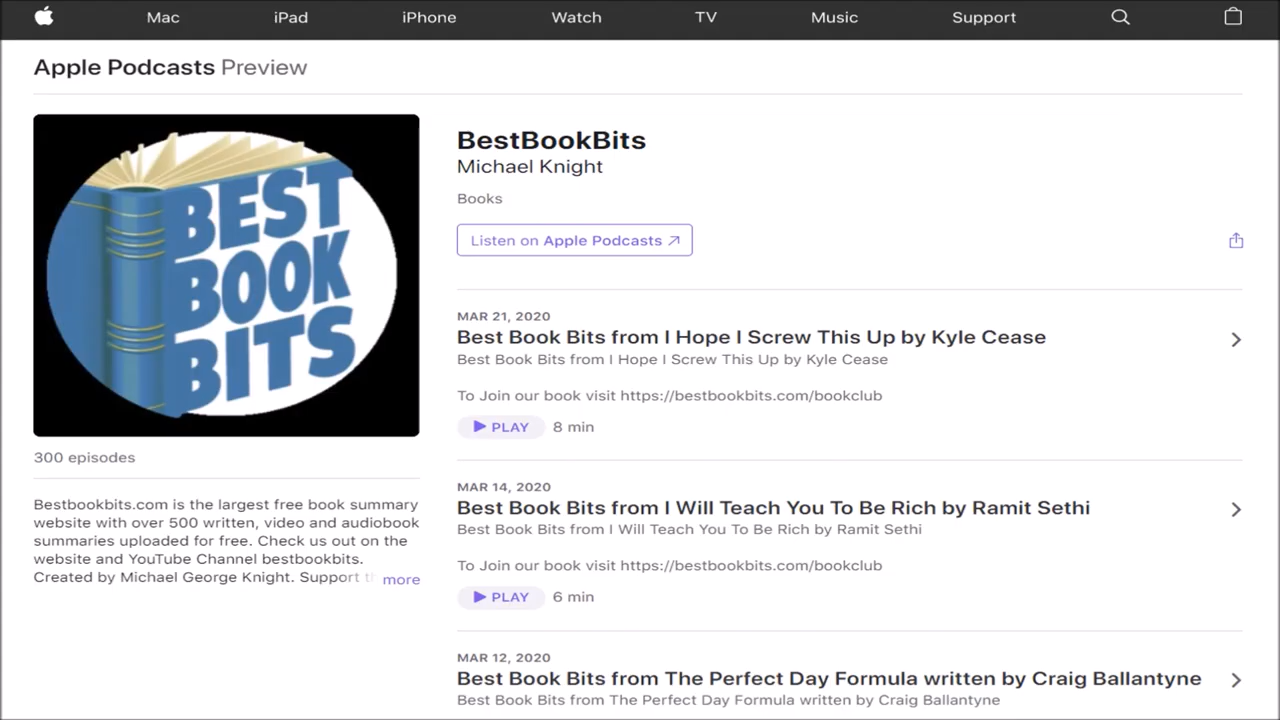 Mac iPad iPhone Watch TV Music Support
Apple Podcasts Preview
BEST
BOOK
BITS
300 episodes
Bestbookbits.com is the largest free book summary
website with over 500 written, video and audiobook
summaries uploaded for free. Check us out on the
website and YouTube Channel bestbookbits.
Created by Michael George Knight. Support more
BestBookBits
Michael Knight
Books
Listen on Apple Podcasts ↗
MAR 21, 2020
Best Book Bits from I Hope I Screw This Up by Kyle Cease
Best Book Bits from I Hope I Screw This Up by Kyle Cease
To Join our book visit https://bestbookbits.com/bookclub
PLAY 8 min
MAR 14, 2020
Best Book Bits from I Will Teach You To Be Rich by Ramit Sethi
Best Book Bits from I Will Teach You To Be Rich by Ramit Sethi
To Join our book visit https://bestbookbits.com/bookclub
PLAY 6 min
MAR 12, 2020
Best Book Bits from The Perfect Day Formula written by Craig Ballantyne
Best Book Bits from The Perfect Day Formula written by Craig Ballantyne